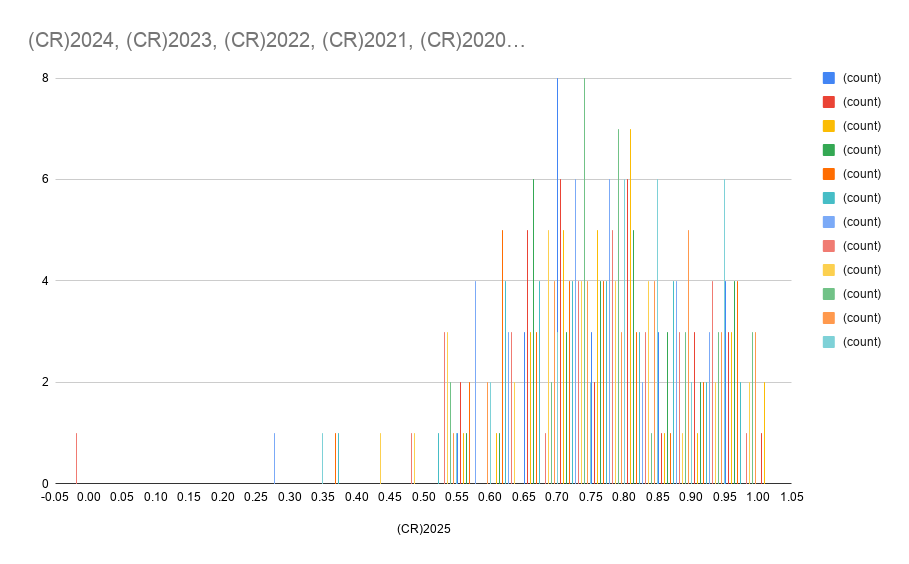 (CR)2024, (CR)2023, (CR)2022, (CR)2021, (CR)2020…
8
6
4
2
0
-0.05 0.00 0.05 0.10 0.15 0.20 0.25 0.30 0.35 0.40 0.45 0.50 0.55 0.60 0.65 0.70 0.75 0.80 0.85 0.90 0.95 1.00 1.05
(CR)2025
(count)
(count)
(count)
(count)
(count)
(count)
(count)
(count)
(count)
(count)
(count)
(count)